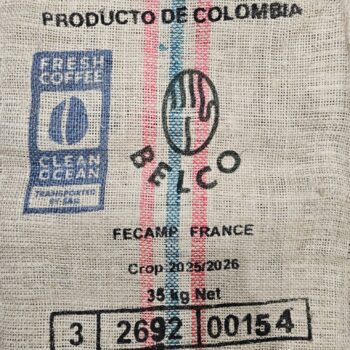 PRODUCTO DE COLOMBIA
FRESH
COFFEE
CLEAN
OCEAN
TRANSPORTED
BY SAIL
BELCO
FECAMP FRANCE
Crop 2025/2026
35 kg Net
3 2692 00154